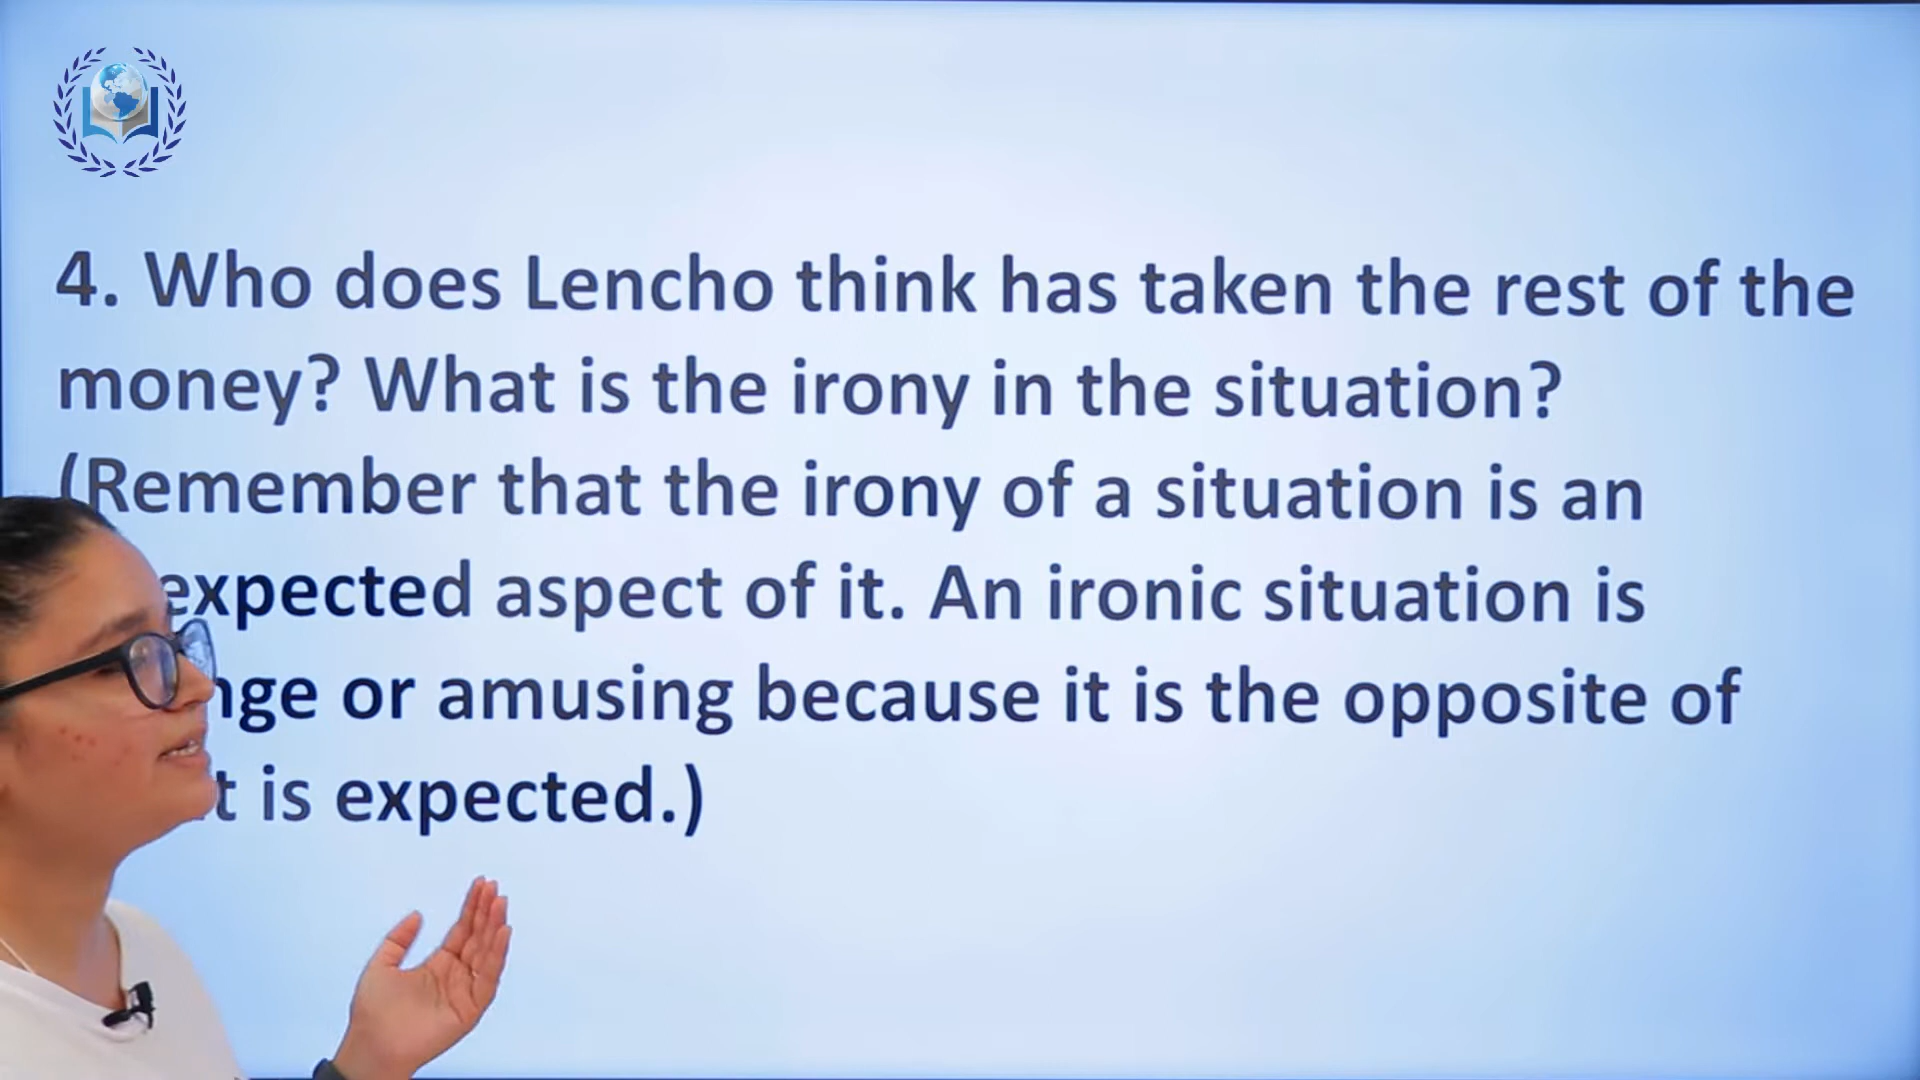 4. Who does Lencho think has taken the rest of the
money? What is the irony in the situation?
(Remember that the irony of a situation is an
expected aspect of it. An ironic situation is
or amusing because it is the opposite of
is expected.)